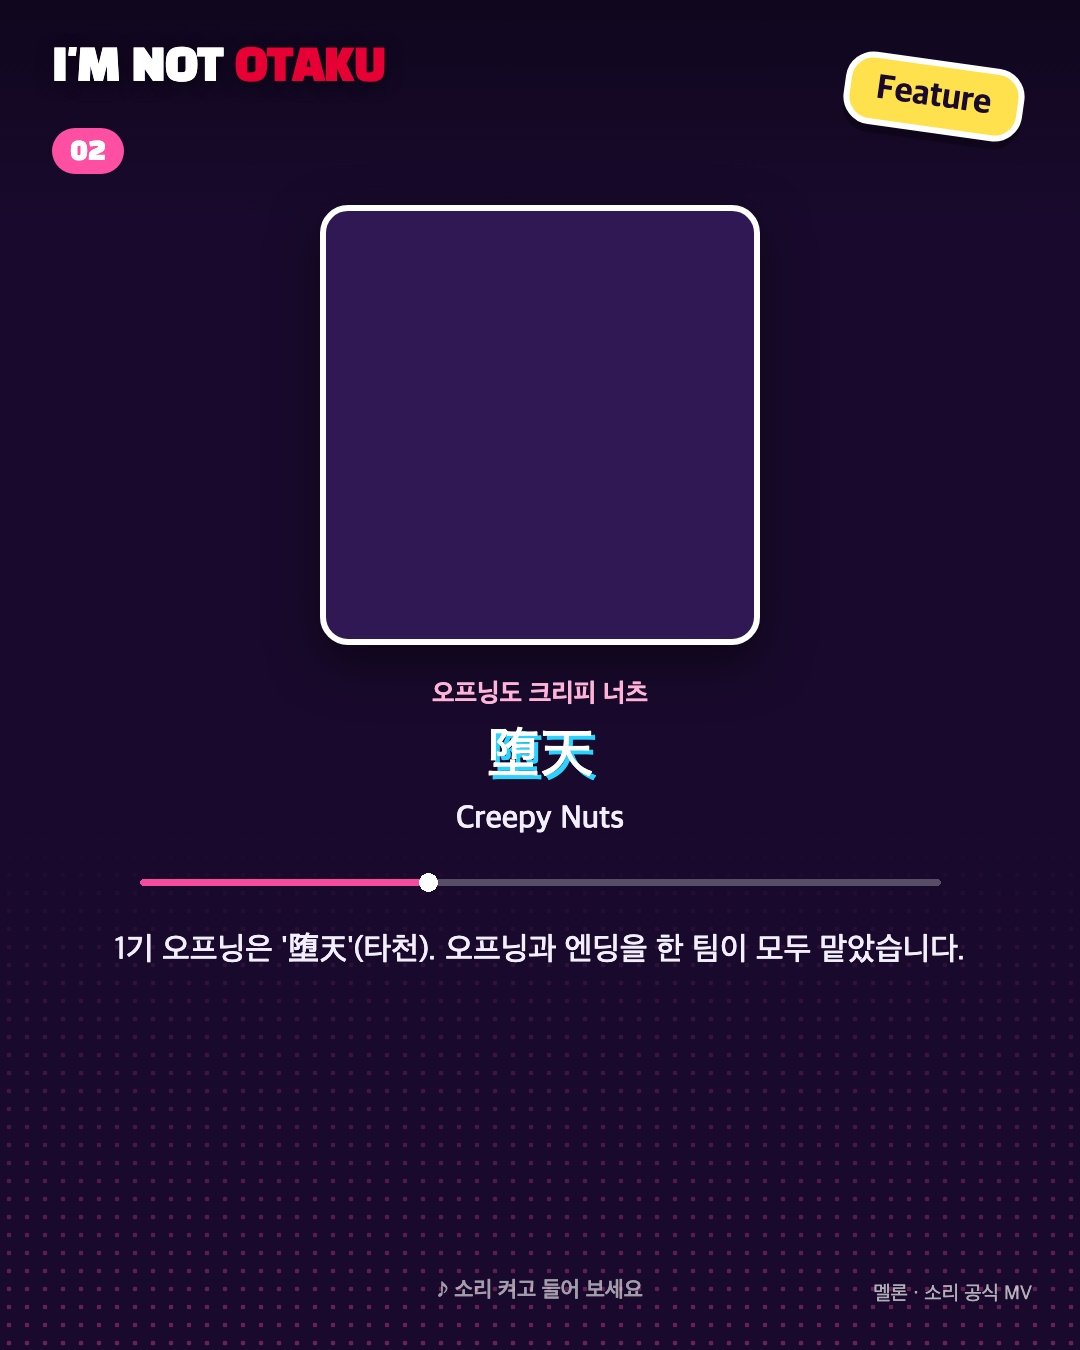 I'M NOT OTAKU
Feature
02
오프닝도 크리피 너츠
堕天
Creepy Nuts
1기 오프닝은 '堕天'(타천). 오프닝과 엔딩을 한 팀이 모두 맡았습니다.
♪ 소리 켜고 들어 보세요
멜론 · 소리 공식 MV